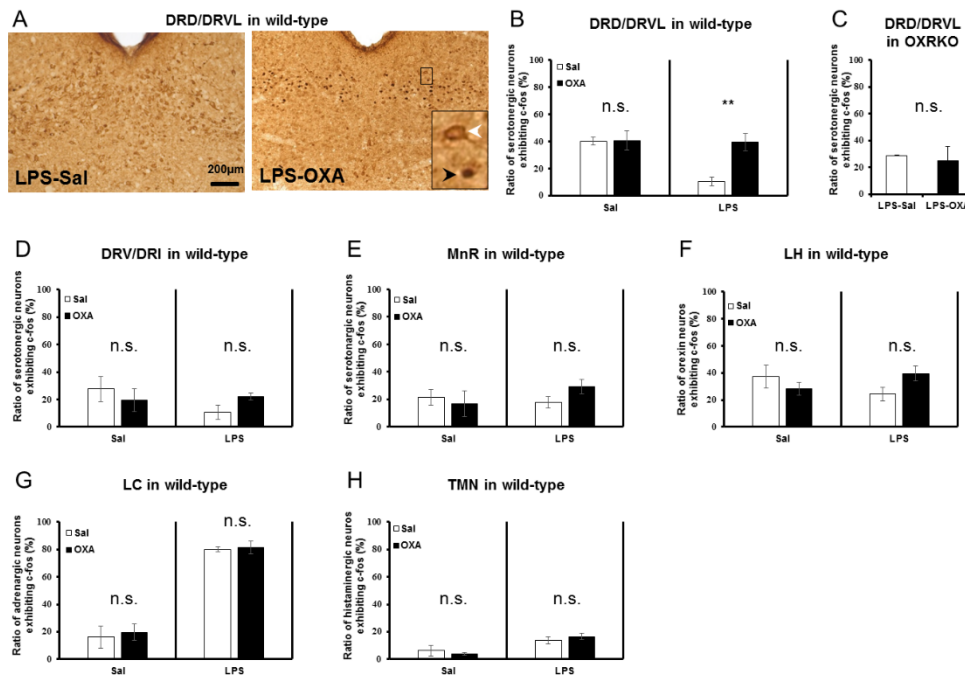 A
DRD/DRVL in wild-type
LPS-Sal
200µm
LPS-OXA
B
DRD/DRVL in wild-type
Ratio of serotonergic neurons
exhibiting c-fos (%)
100
80
60
40
20
0
Sal
OXA
n.s.
**
Sal
LPS
C
DRD/DRVL
in OXRKO
Ratio of serotonergic neurons
exhibiting c-fos (%)
100
80
60
40
20
0
n.s.
LPS-Sal
LPS-OXA
D
DRV/DRI in wild-type
Ratio of serotonergic neurons
exhibiting c-fos (%)
100
80
60
40
20
0
Sal
OXA
n.s.
n.s.
Sal
LPS
E
MnR in wild-type
Ratio of serotonargic neurons
exhibiting c-fos (%)
100
80
60
40
20
0
Sal
OXA
n.s.
n.s.
Sal
LPS
F
LH in wild-type
Ratio of orexin neuros
exhibiting c-fos (%)
100
80
60
40
20
0
Sal
OXA
n.s.
n.s.
Sal
LPS
G
LC in wild-type
Ratio of adrenargic neurons
exhibiting c-fos (%)
100
80
60
40
20
0
Sal
OXA
n.s.
n.s.
Sal
LPS
H
TMN in wild-type
Ratio of histaminergic neurons
exhibiting c-fos (%)
100
80
60
40
20
0
Sal
OXA
n.s.
n.s.
Sal
LPS